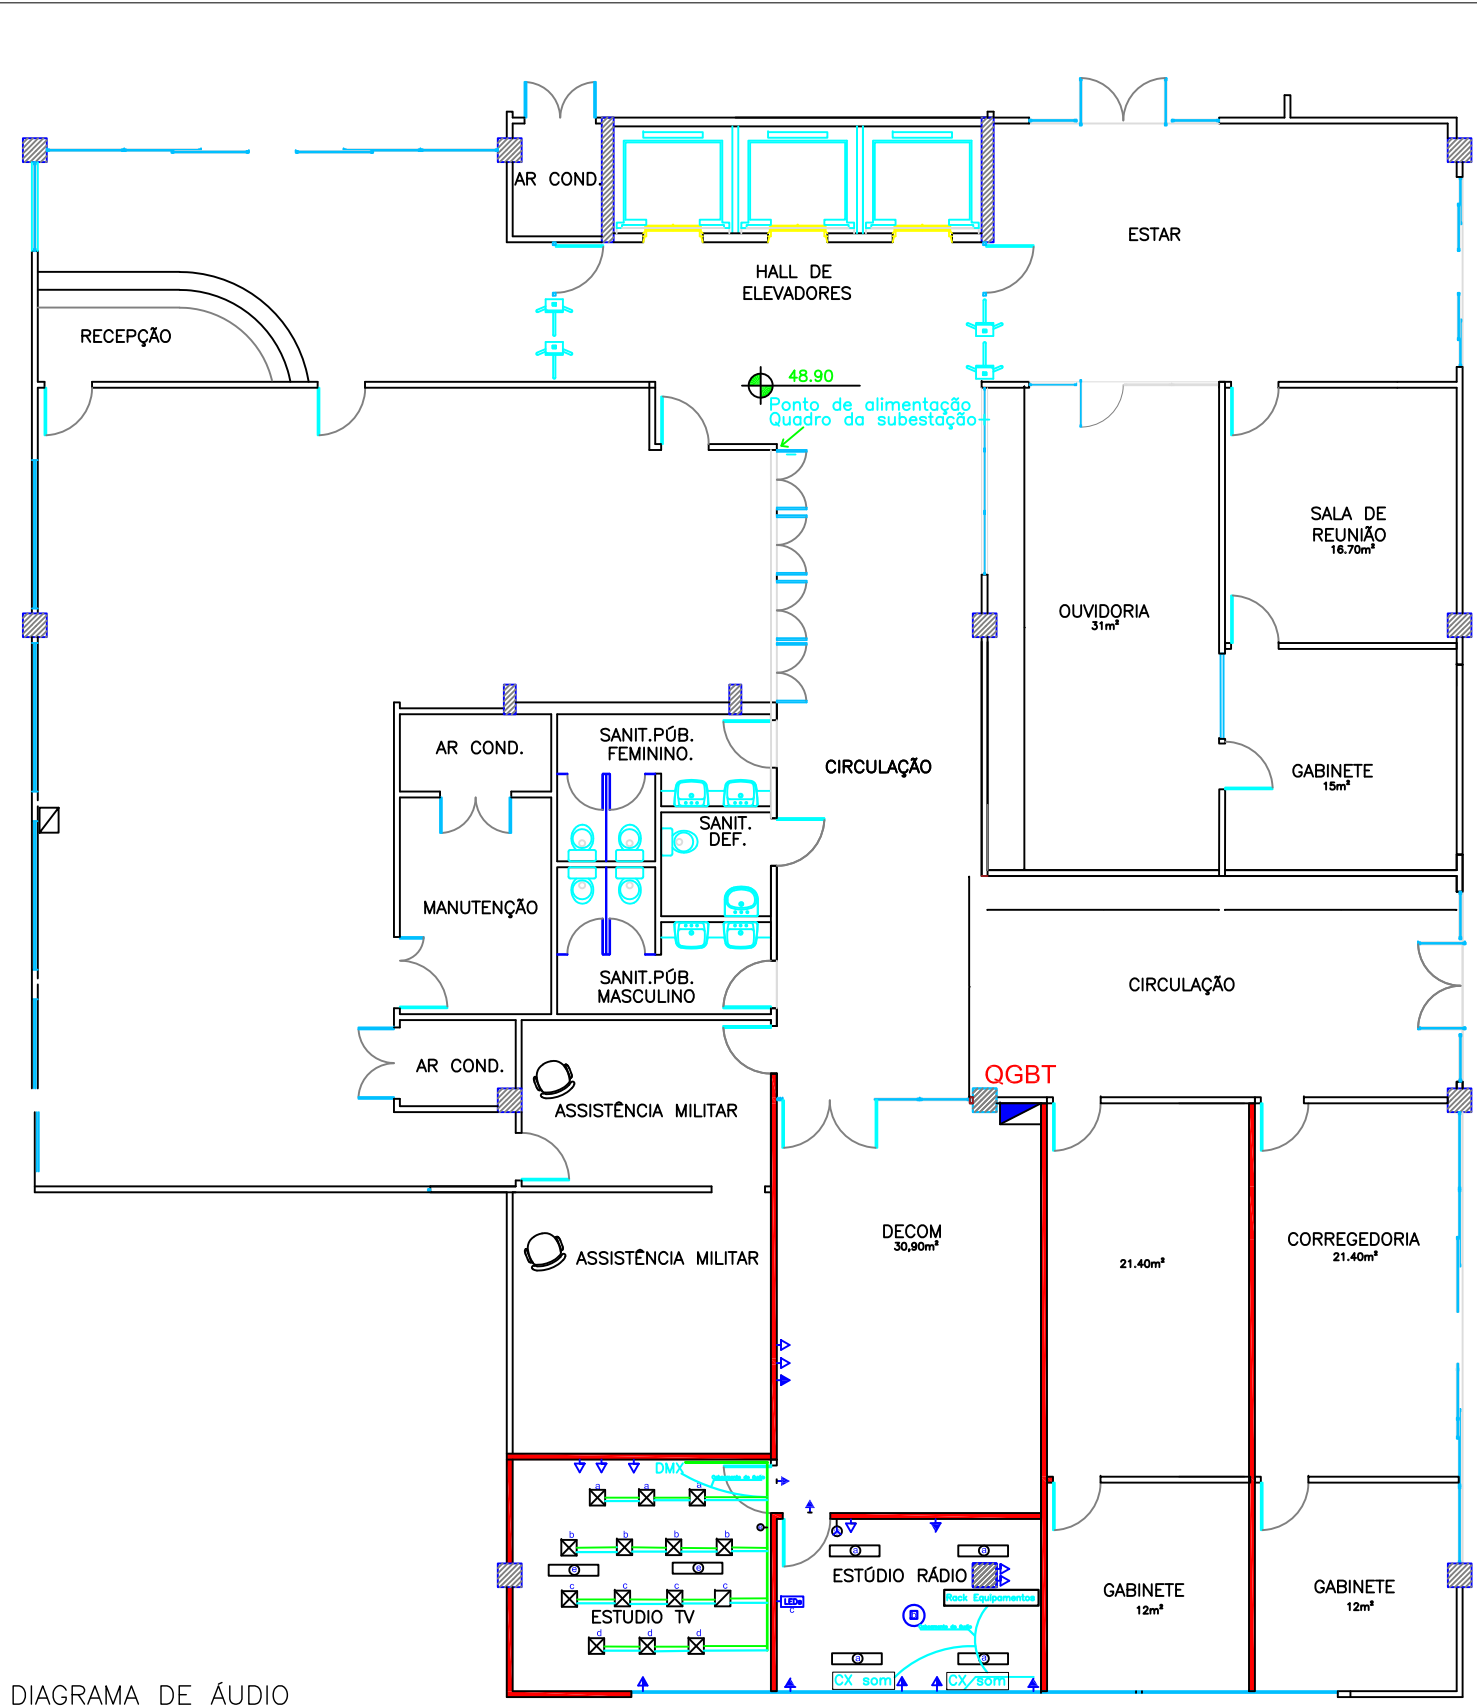 AR COND.
ESTAR
HALL DE
ELEVADORES
RECEPÇÃO
48.90
Ponto de alimentação
Quadro da subestação
SALA DE
REUNIÃO
16.70m²
OUVIDORIA
31m²
SANIT.PÚB.
FEMININO.
AR COND.
CIRCULAÇÃO
GABINETE
15m²
SANIT.
DEF.
MANUTENÇÃO
SANIT.PÚB.
MASCULINO
CIRCULAÇÃO
AR COND.
QGBT
ASSISTÊNCIA MILITAR
DECOM
30,90m²
CORREGEDORIA
21.40m²
21.40m²
ASSISTÊNCIA MILITAR
DMX
a a a
b b b b
e e
c c c c
ESTUDIO TV
d d d
a a
ESTÚDIO RÁDIO
Rack Equipamentos
LEDs
c
a a
CX som
CX som
GABINETE
12m²
GABINETE
12m²
DIAGRAMA DE ÁUDIO